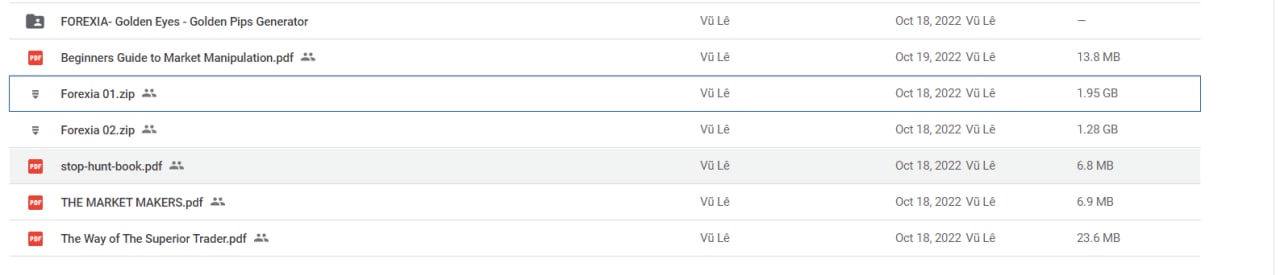 FOREXIA- Golden Eyes - Golden Pips Generator Vũ Lê Oct 18, 2022 Vũ Lê —
PDF Beginners Guide to Market Manipulation.pdf Vũ Lê Oct 19, 2022 Vũ Lê 13.8 MB
Forexia 01.zip Vũ Lê Oct 18, 2022 Vũ Lê 1.95 GB
Forexia 02.zip Vũ Lê Oct 18, 2022 Vũ Lê 1.28 GB
PDF stop-hunt-book.pdf Vũ Lê Oct 18, 2022 Vũ Lê 6.8 MB
PDF THE MARKET MAKERS.pdf Vũ Lê Oct 18, 2022 Vũ Lê 6.9 MB
PDF The Way of The Superior Trader.pdf Vũ Lê Oct 18, 2022 Vũ Lê 23.6 MB